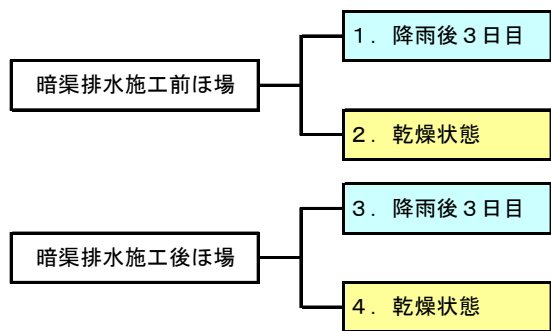 暗渠排水施工前ほ場
１．降雨後３日目
２．乾燥状態
暗渠排水施工後ほ場
３．降雨後３日目
４．乾燥状態